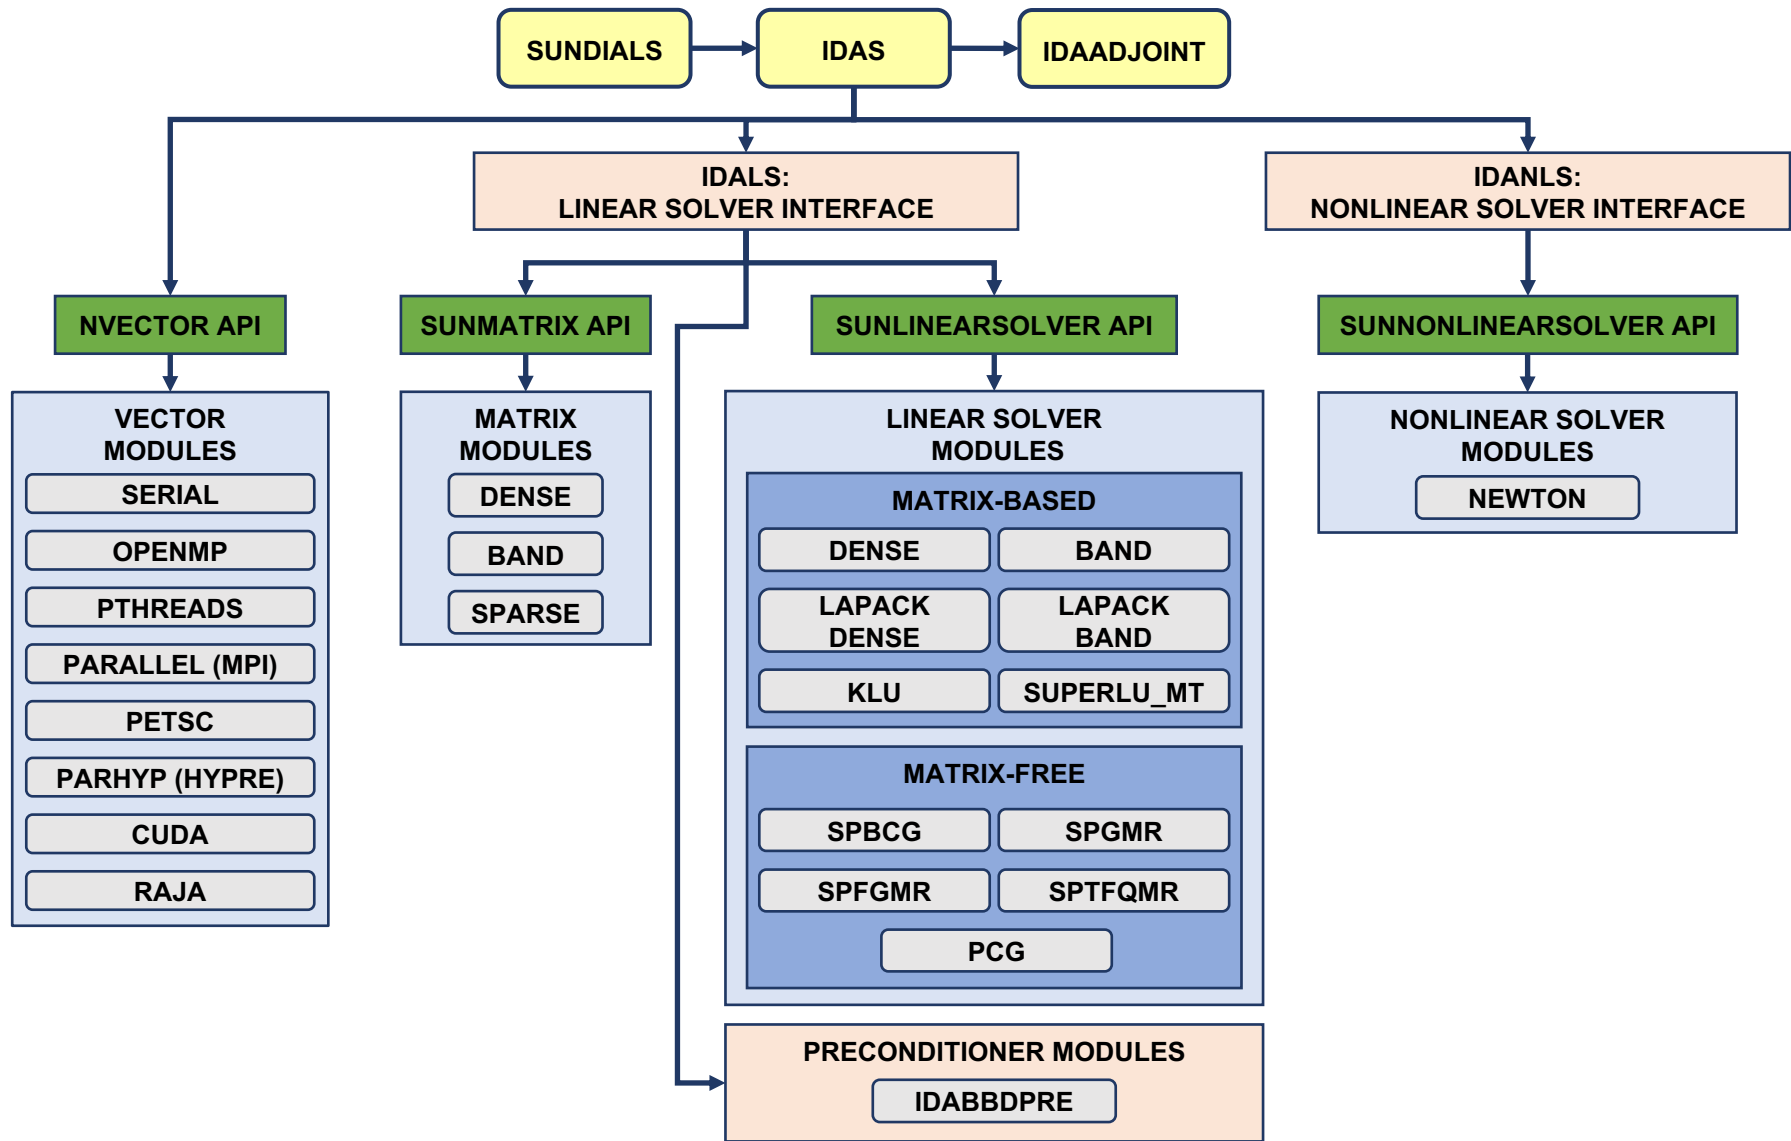 SUNDIALS
IDAS
IDAADJOINT
IDALS:
LINEAR SOLVER INTERFACE
IDANLS:
NONLINEAR SOLVER INTERFACE
NVECTOR API
SUNMATRIX API
SUNLINEARSOLVER API
SUNNONLINEARSOLVER API
VECTOR
MODULES
SERIAL
OPENMP
PTHREADS
PARALLEL (MPI)
PETSC
PARHYP (HYPRE)
CUDA
RAJA
MATRIX
MODULES
DENSE
BAND
SPARSE
LINEAR SOLVER
MODULES
MATRIX-BASED
DENSE
BAND
LAPACK
DENSE
LAPACK
BAND
KLU
SUPERLU_MT
MATRIX-FREE
SPBCG
SPGMR
SPFGMR
SPTFQMR
PCG
NONLINEAR SOLVER
MODULES
NEWTON
PRECONDITIONER MODULES
IDABBDPRE